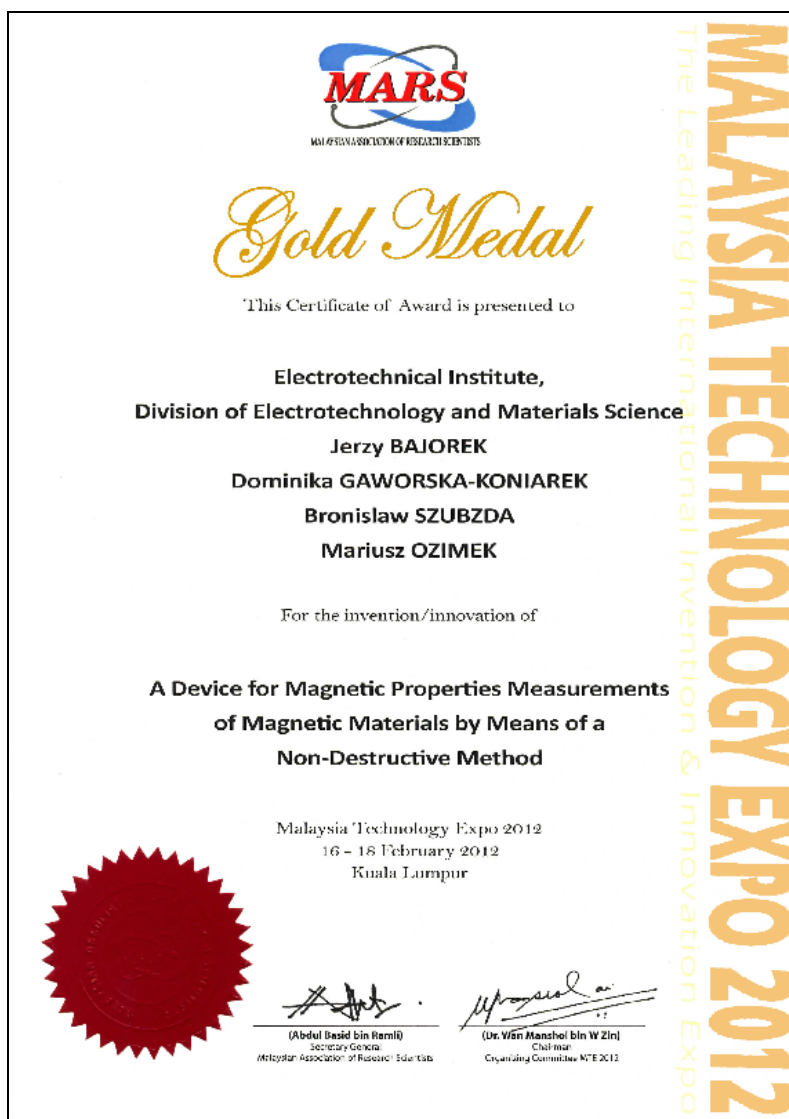 MARS
MALAYSIAN ASSOCIATION OF RESEARCH SCIENTISTS
Gold Medal
This Certificate of Award is presented to
Electrotechnical Institute,
Division of Electrotechnology and Materials Science
Jerzy BAJOREK
Dominika GAWORSKA-KONIAREK
Bronislaw SZUBZDA
Mariusz OZIMEK
For the invention/innovation of
A Device for Magnetic Properties Measurements
of Magnetic Materials by Means of a
Non-Destructive Method
Malaysia Technology Expo 2012
16 – 18 February 2012
Kuala Lumpur
(Abdul Basid bin Ramli)
Secretary General
Malaysian Association of Research Scientists
(Dr. Wan Manshol bin W Zin)
Chairman
Organizing Committee MTE 2012
MALAYSIA TECHNOLOGY EXPO 2012
The Leading International Invention & Innovation Expo